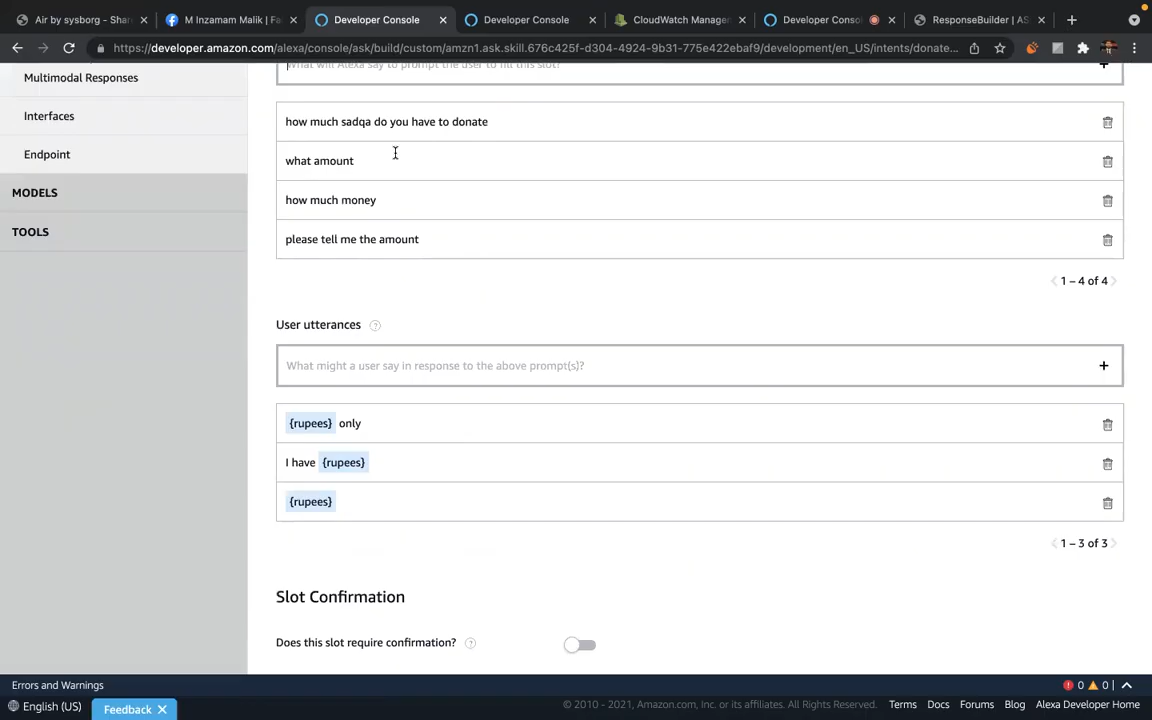 Air by sysborg - Shar
M Inzamam Malik | Fa
Developer Console
Developer Console
CloudWatch Manage
Developer Conso
ResponseBuilder | AS
https://developer.amazon.com/alexa/console/ask/build/custom/amzn1.ask.skill.676c425f-d304-4924-9b31-775e422ebaf9/development/en_US/intents/donate...
Multimodal Responses
Interfaces
Endpoint
MODELS
TOOLS
What will Alexa say to prompt the user to fill this slot?
how much sadqa do you have to donate
what amount
how much money
please tell me the amount
1 – 4 of 4
User utterances
What might a user say in response to the above prompt(s)?
{rupees} only
I have {rupees}
{rupees}
1 – 3 of 3
Slot Confirmation
Does this slot require confirmation?
Errors and Warnings
0 0
English (US)
Feedback
© 2010 - 2021, Amazon.com, Inc. or its affiliates. All Rights Reserved.
Terms Docs Forums Blog Alexa Developer Home